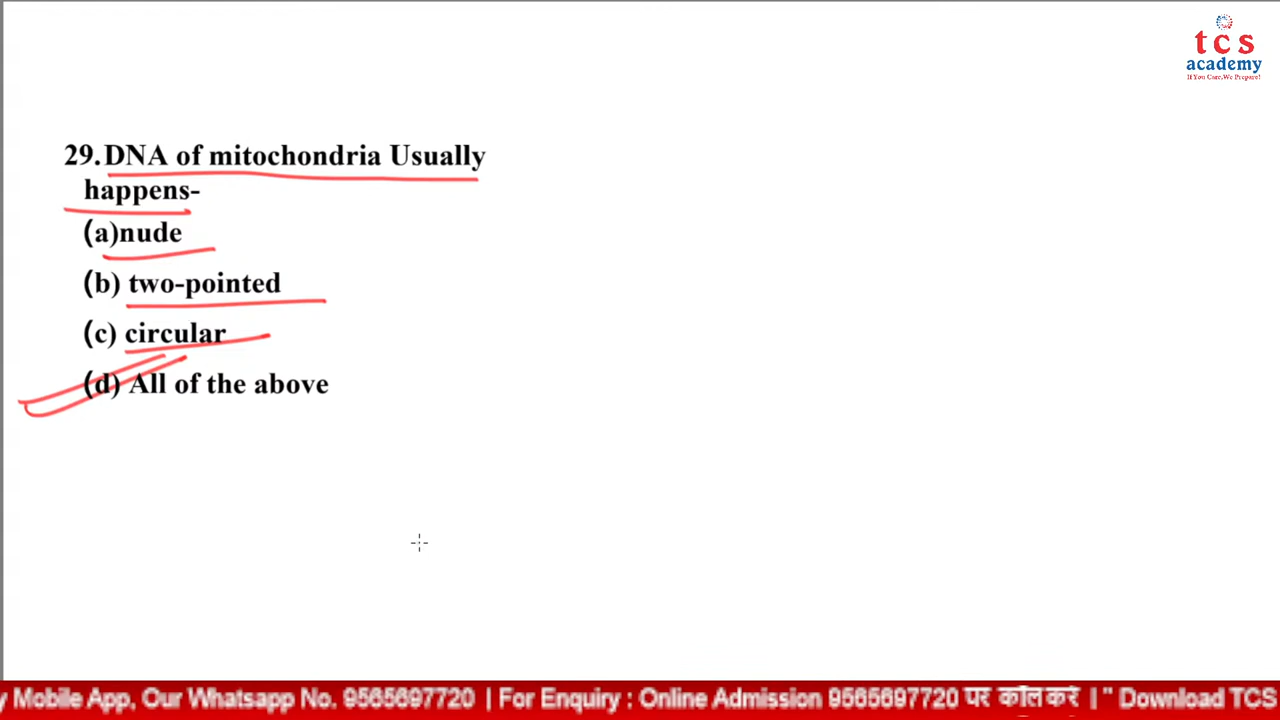 tcs
academy
If You Care,We Prepare!
29.DNA of mitochondria Usually
happens-
(a)nude
(b) two-pointed
(c) circular
(d) All of the above
y Mobile App, Our Whatsapp No. 9565697720 | For Enquiry : Online Admission 9565697720 पर कॉल करें | " Download TCS